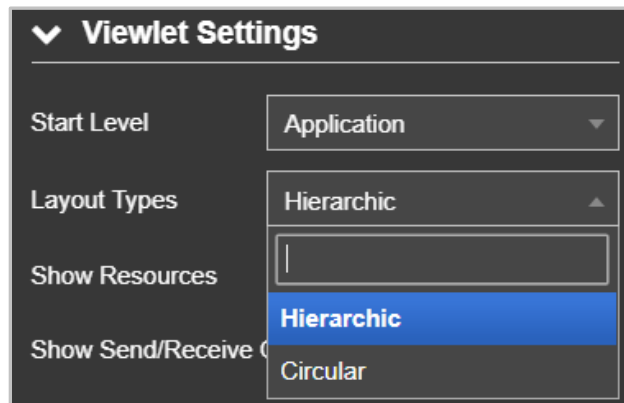 Viewlet Settings
Start Level Application
Layout Types Hierarchic
Show Resources
Hierarchic
Show Send/Receive
Circular